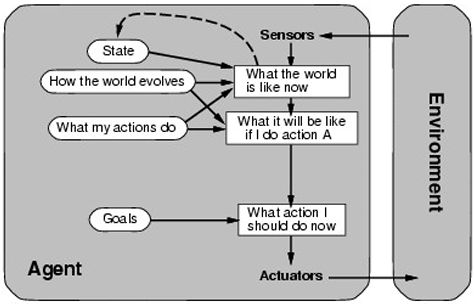 Sensors
State
What the world
is like now
How the world evolves
What it will be like
if I do action A
What my actions do
Goals
What action I
should do now
Agent
Actuators
Environment